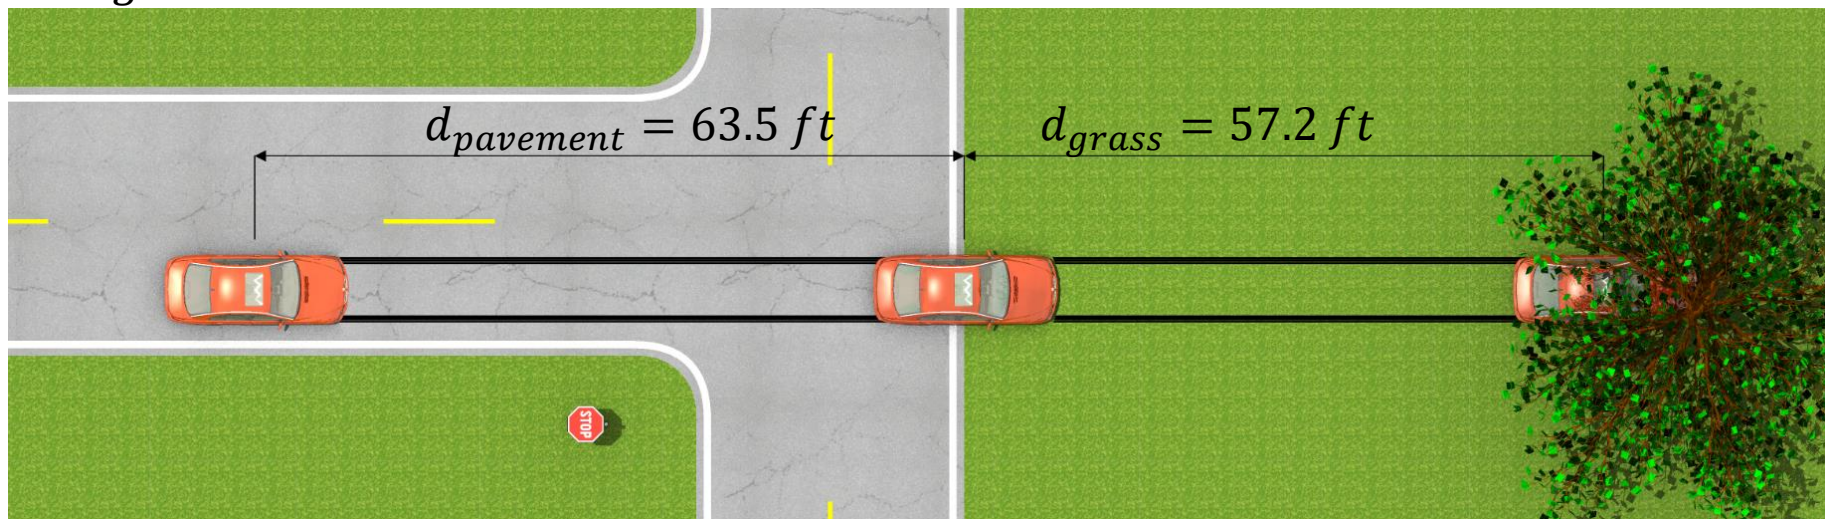 d_pavement = 63.5 ft
d_grass = 57.2 ft
STOP